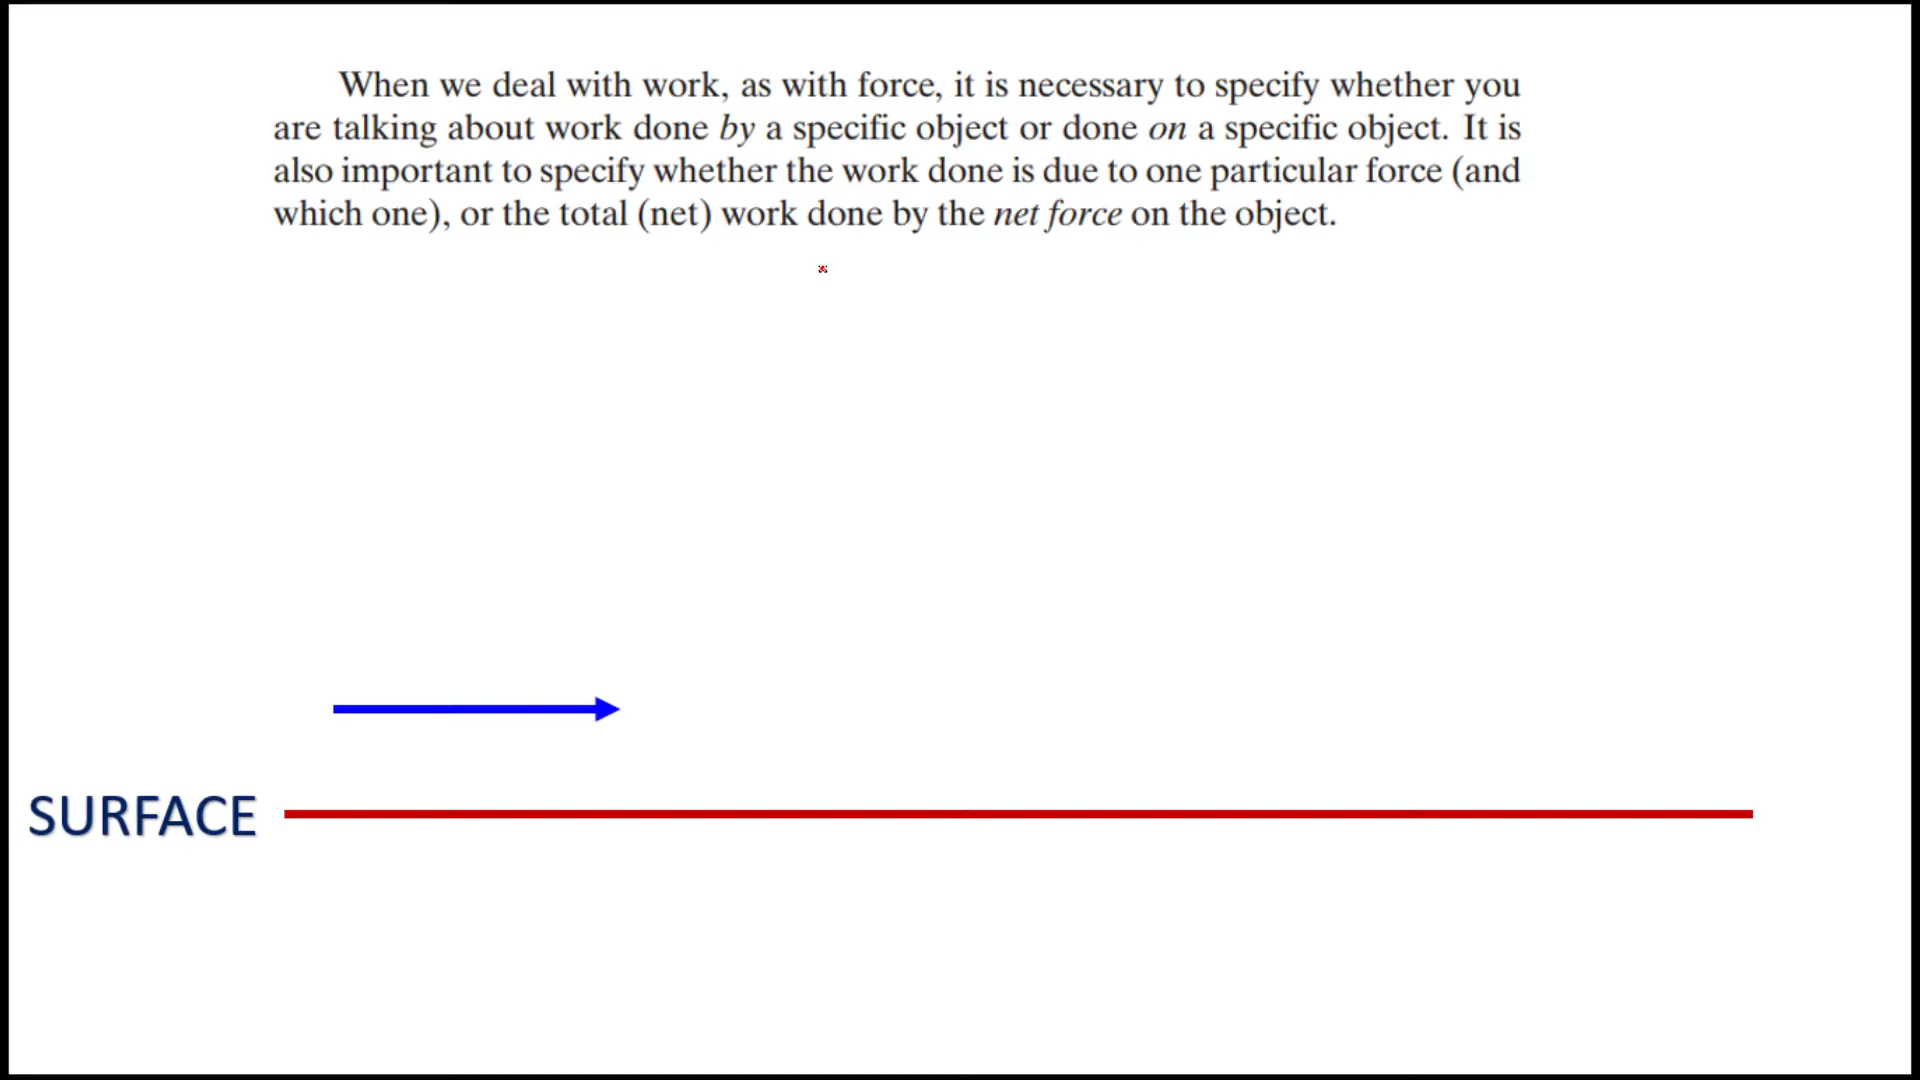 When we deal with work, as with force, it is necessary to specify whether you
are talking about work done by a specific object or done on a specific object. It is
also important to specify whether the work done is due to one particular force (and
which one), or the total (net) work done by the net force on the object.
SURFACE